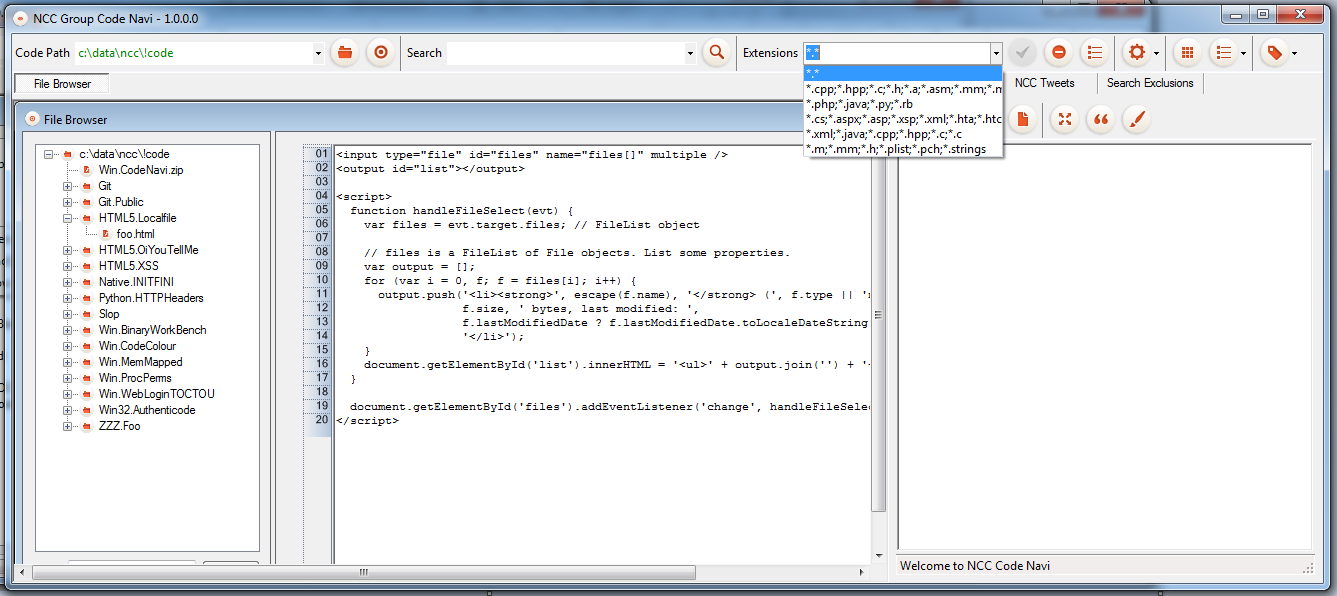 NCC Group Code Navi - 1.0.0.0
Code Path c:\data\ncc\!code Search Extensions *.*
*.*
*.cpp;*.hpp;*.c;*.h;*.a;*.asm;*.mm;*.m
*.php;*.java;*.py;*.rb
*.cs;*.aspx;*.asp;*.xsp;*.xml;*.hta;*.htc
*.xml;*.java;*.cpp;*.hpp;*.c;*.c
*.m;*.mm;*.h;*.plist;*.pch;*.strings
File Browser NCC Tweets Search Exclusions
File Browser
c:\data\ncc\!code
Win.CodeNavi.zip
Git
Git.Public
HTML5.Localfile
foo.html
HTML5.OiYouTellMe
HTML5.XSS
Native.INITFINI
Python.HTTPHeaders
Slop
Win.BinaryWorkBench
Win.CodeColour
Win.MemMapped
Win.ProcPerms
Win.WebLoginTOCTOU
Win32.Authenticode
ZZZ.Foo
01 <input type="file" id="files" name="files[]" multiple />
02 <output id="list"></output>
03
04 <script>
05   function handleFileSelect(evt) {
06     var files = evt.target.files; // FileList object
07
08     // files is a FileList of File objects. List some properties.
09     var output = [];
10     for (var i = 0, f; f = files[i]; i++) {
11       output.push('<li><strong>', escape(f.name), '</strong> (', f.type || '
12                   f.size, ' bytes, last modified: ',
13                   f.lastModifiedDate ? f.lastModifiedDate.toLocaleDateString
14                   '</li>');
15     }
16     document.getElementById('list').innerHTML = '<ul>' + output.join('') + '
17   }
18
19   document.getElementById('files').addEventListener('change', handleFileSelec
20 </script>
Welcome to NCC Code Navi